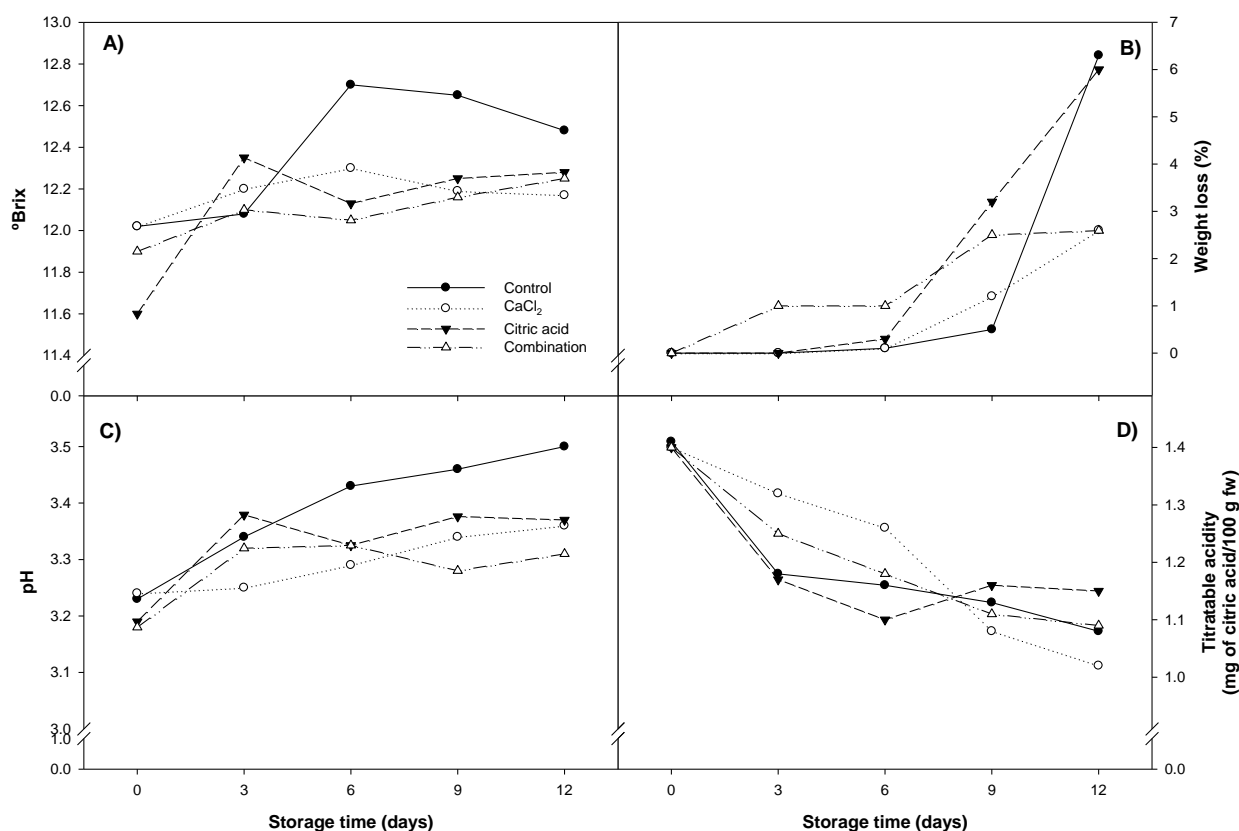 A)
13.0
12.8
12.6
12.4
12.2
12.0
11.8
11.6
11.4
0.0
ºBrix
Control
CaCl₂
Citric acid
Combination
B)
7
6
5
4
3
2
1
0
Weight loss (%)
C)
3.5
3.4
3.3
3.2
3.1
3.0
1.0
0.0
pH
0 3 6 9 12
Storage time (days)
D)
1.4
1.3
1.2
1.1
1.0
0.0
Titratable acidity
(mg of citric acid/100 g fw)
0 3 6 9 12
Storage time (days)